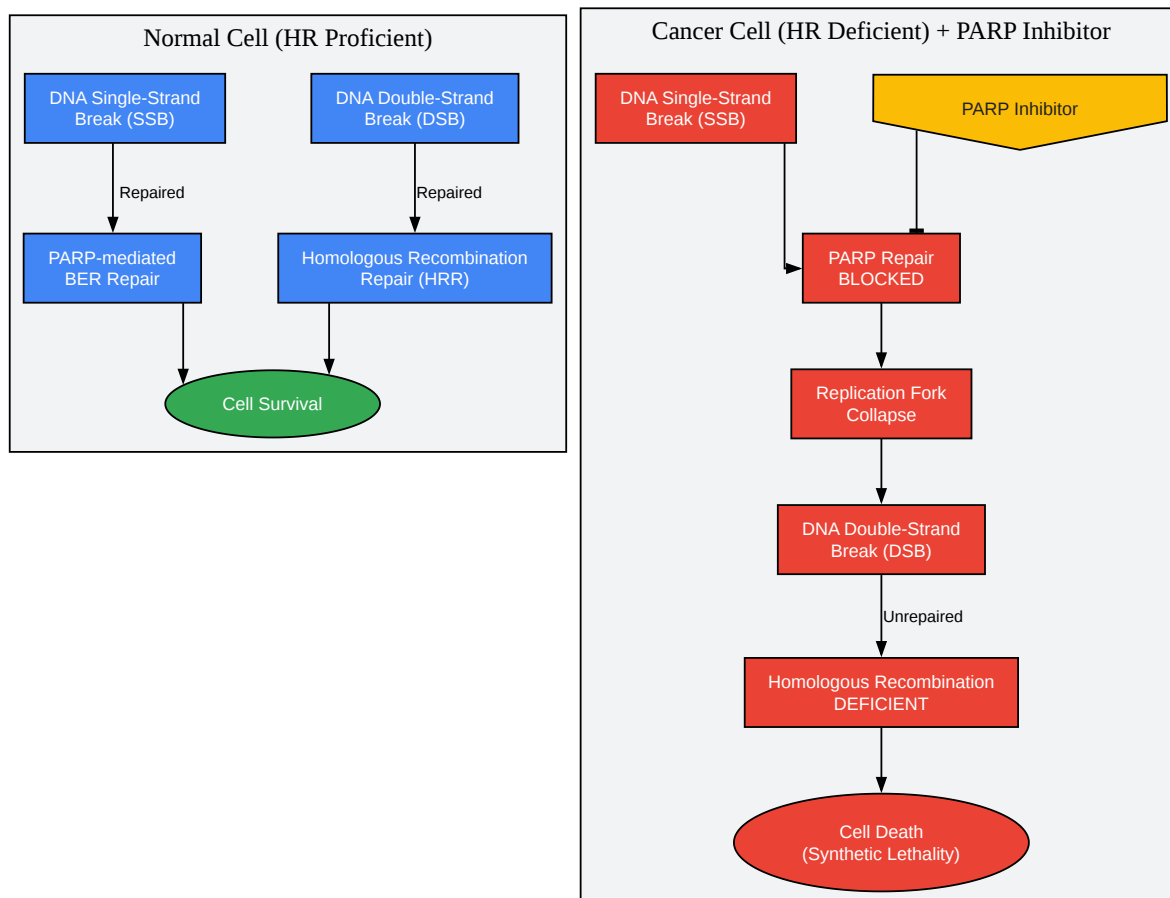 Normal Cell (HR Proficient)
DNA Single-Strand
Break (SSB)
DNA Double-Strand
Break (DSB)
Repaired
Repaired
PARP-mediated
BER Repair
Homologous Recombination
Repair (HRR)
Cell Survival
Cancer Cell (HR Deficient) + PARP Inhibitor
DNA Single-Strand
Break (SSB)
PARP Inhibitor
PARP Repair
BLOCKED
Replication Fork
Collapse
DNA Double-Strand
Break (DSB)
Unrepaired
Homologous Recombination
DEFICIENT
Cell Death
(Synthetic Lethality)